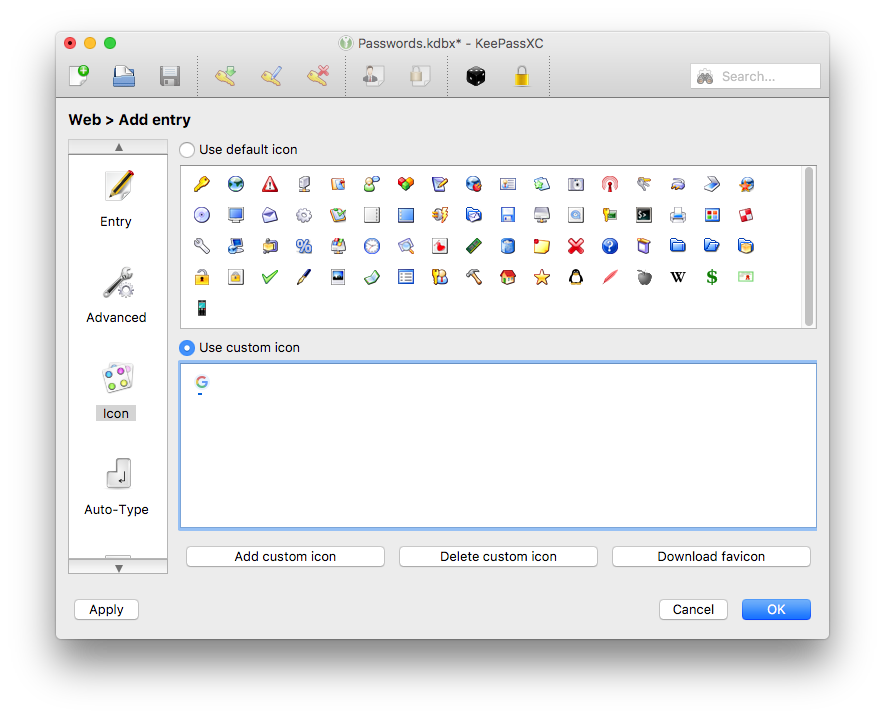 Passwords.kdbx* - KeePassXC
Search...
Web > Add entry
Use default icon
Entry
Advanced
Icon
Auto-Type
Use custom icon
Add custom icon
Delete custom icon
Download favicon
Apply
Cancel
OK